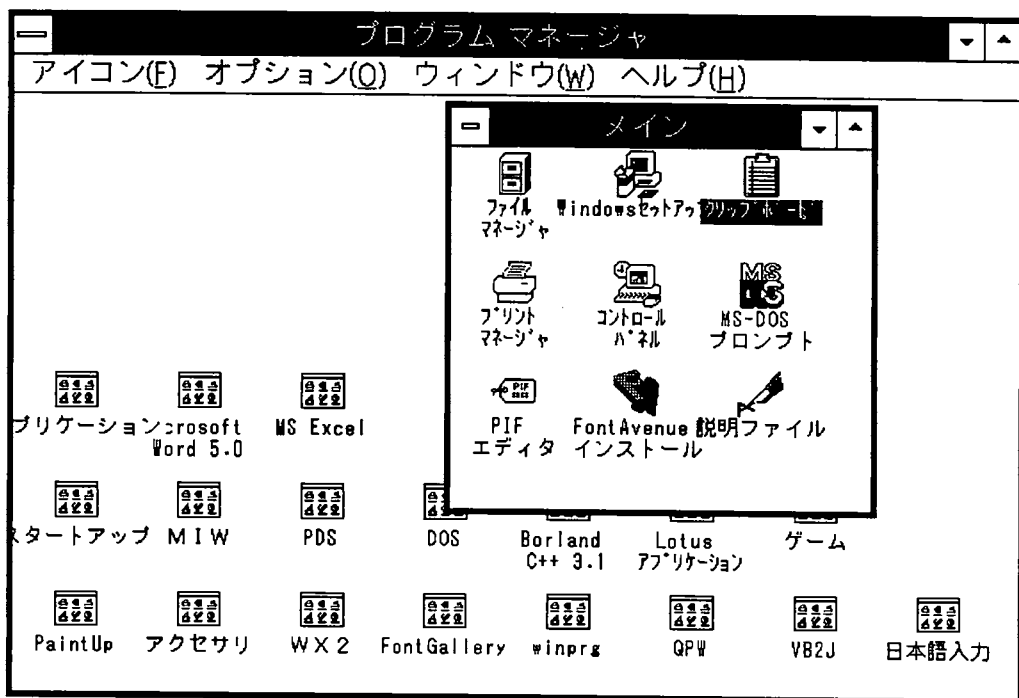 プログラム マネージャ
アイコン(F) オプション(O) ウィンドウ(W) ヘルプ(H)
メイン
ﾌｧｲﾙ
ﾏﾈｰｼﾞｬ
Windowsｾｯﾄｱｯ
ｸﾘｯﾌﾟﾎﾞｰﾄﾞ
ﾌﾟﾘﾝﾄ
ﾏﾈｰｼﾞｬ
ｺﾝﾄﾛｰﾙ
ﾊﾟﾈﾙ
MS
DOS
MS-DOS
プロンプト
PIF
PIF
エディタ
FontAvenue
インストール
説明ファイル
プリケーション
crosoft
Word 5.0
MS Excel
スタートアップ
MIW
PDS
DOS
Borland
C++ 3.1
Lotus
ｱﾌﾟﾘｹｰｼｮﾝ
ゲーム
PaintUp
アクセサリ
WX2
FontGallery
winprg
QPW
VB2J
日本語入力